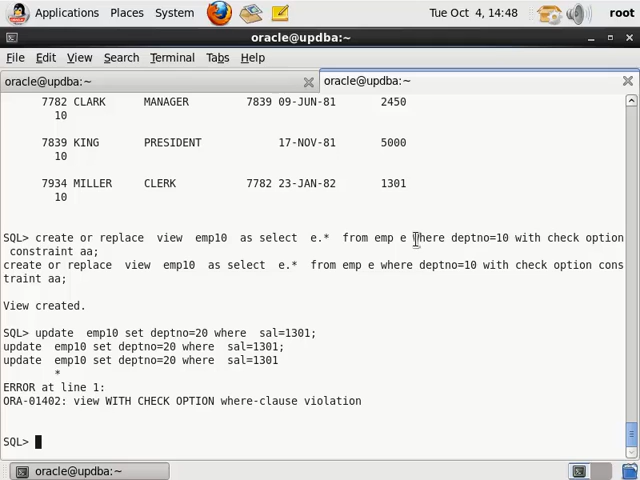 Applications Places System Tue Oct 4, 14:48 root
oracle@updba:~
File Edit View Search Terminal Tabs Help
oracle@updba:~ oracle@updba:~
7782 CLARK MANAGER 7839 09-JUN-81 2450
10
7839 KING PRESIDENT 17-NOV-81 5000
10
7934 MILLER CLERK 7782 23-JAN-82 1301
10
SQL> create or replace view emp10 as select e.* from emp e where deptno=10 with check option
constraint aa;
create or replace view emp10 as select e.* from emp e where deptno=10 with check option cons
traint aa;
View created.
SQL> update emp10 set deptno=20 where sal=1301;
update emp10 set deptno=20 where sal=1301;
update emp10 set deptno=20 where sal=1301
*
ERROR at line 1:
ORA-01402: view WITH CHECK OPTION where-clause violation
SQL>
oracle@updba:~